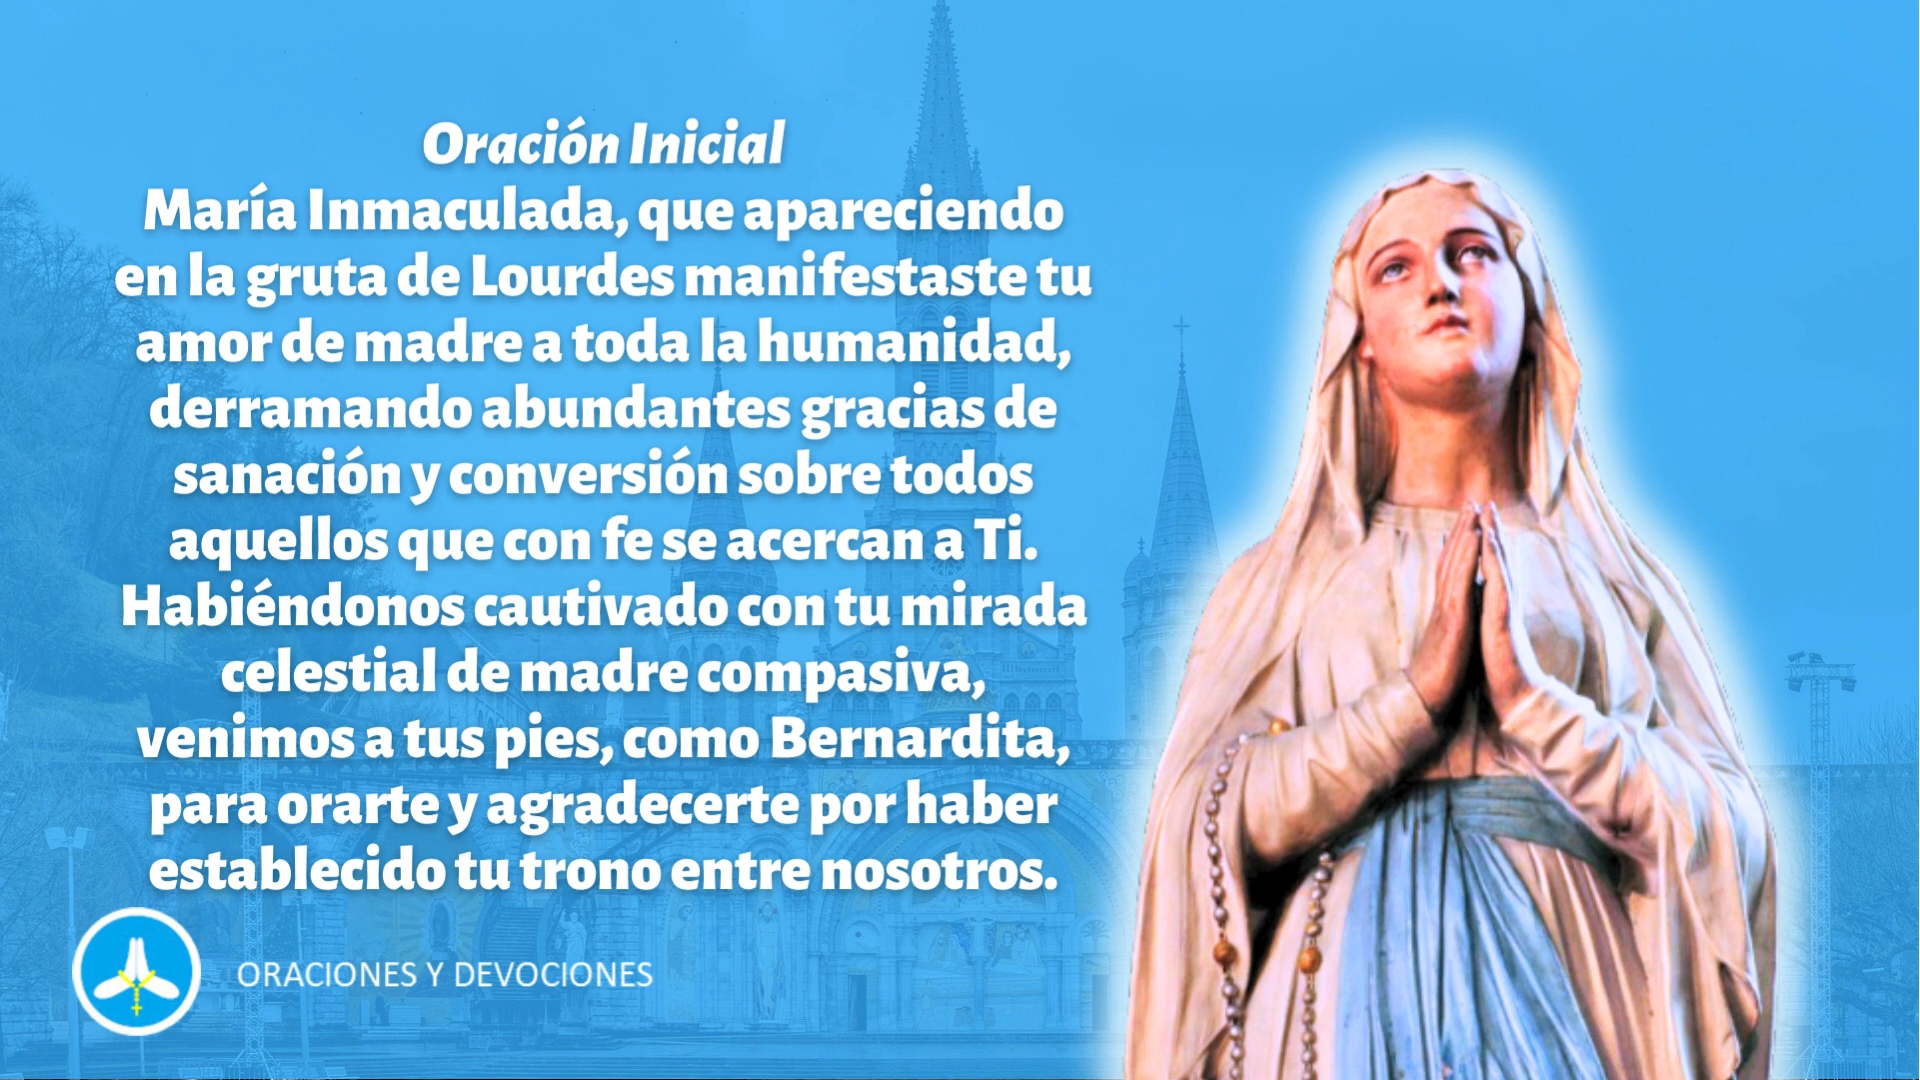 Oración Inicial
María Inmaculada, que apareciendo
en la gruta de Lourdes manifestaste tu
amor de madre a toda la humanidad,
derramando abundantes gracias de
sanación y conversión sobre todos
aquellos que con fe se acercan a Ti.
Habiéndonos cautivado con tu mirada
celestial de madre compasiva,
venimos a tus pies, como Bernardita,
para orarte y agradecerte por haber
establecido tu trono entre nosotros.
ORACIONES Y DEVOCIONES